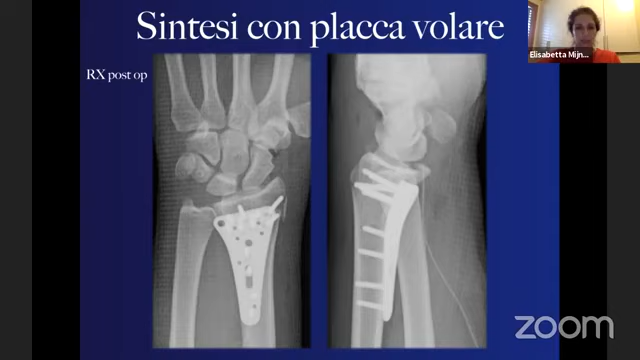 Sintesi con placca volare
Elisabetta Mijn...
RX post op
zoom